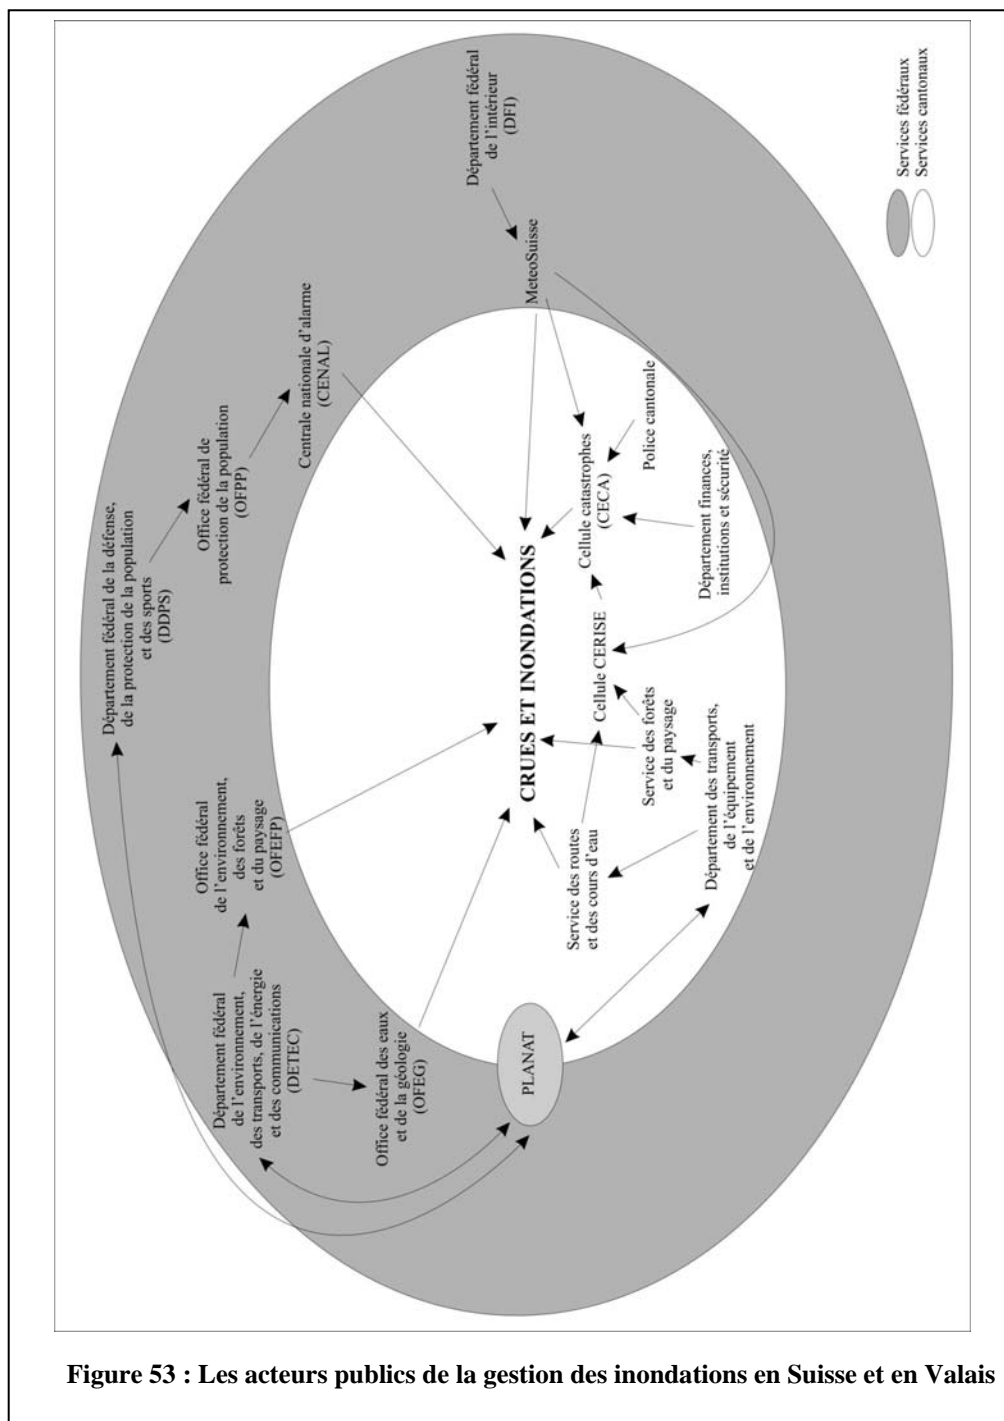 Département fédéral de la défense,
de la protection de la population
et des sports
(DDPS)
Office fédéral de
protection de la population
(OFPP)
Centrale nationale d'alarme
(CENAL)
Département fédéral
de l'intérieur
(DFI)
MeteoSuisse
Office fédéral
de l'environnement,
des forêts
et du paysage
(OFEFP)
Département fédéral
de l'environnement,
des transports, de l'énergie
et des communications
(DETEC)
Office fédéral des eaux
et de la géologie
(OFEG)
PLANAT
CRUES ET INONDATIONS
Cellule catastrophes
(CECA)
Police cantonale
Cellule CERISE
Département finances,
institutions et sécurité
Service des routes
et des cours d'eau
Service des forêts
et du paysage
Département des transports,
de l'équipement
et de l'environnement
Services fédéraux
Services cantonaux
Figure 53 : Les acteurs publics de la gestion des inondations en Suisse et en Valais